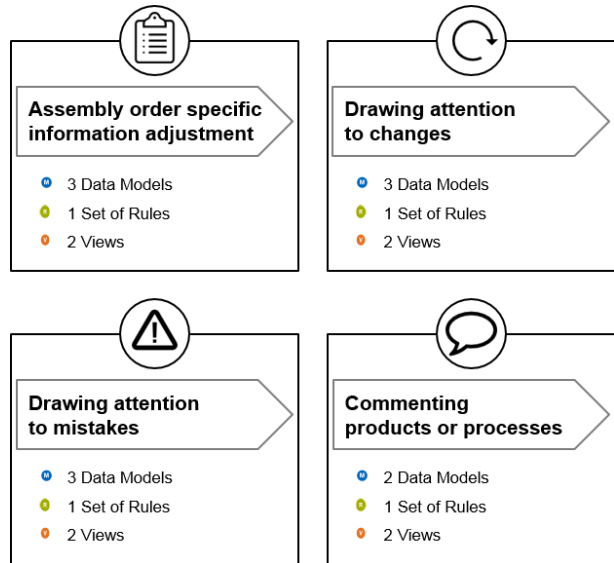 Assembly order specific
information adjustment
M 3 Data Models
R 1 Set of Rules
V 2 Views
Drawing attention
to changes
M 3 Data Models
R 1 Set of Rules
V 2 Views
Drawing attention
to mistakes
M 3 Data Models
R 1 Set of Rules
V 2 Views
Commenting
products or processes
M 2 Data Models
R 1 Set of Rules
V 2 Views